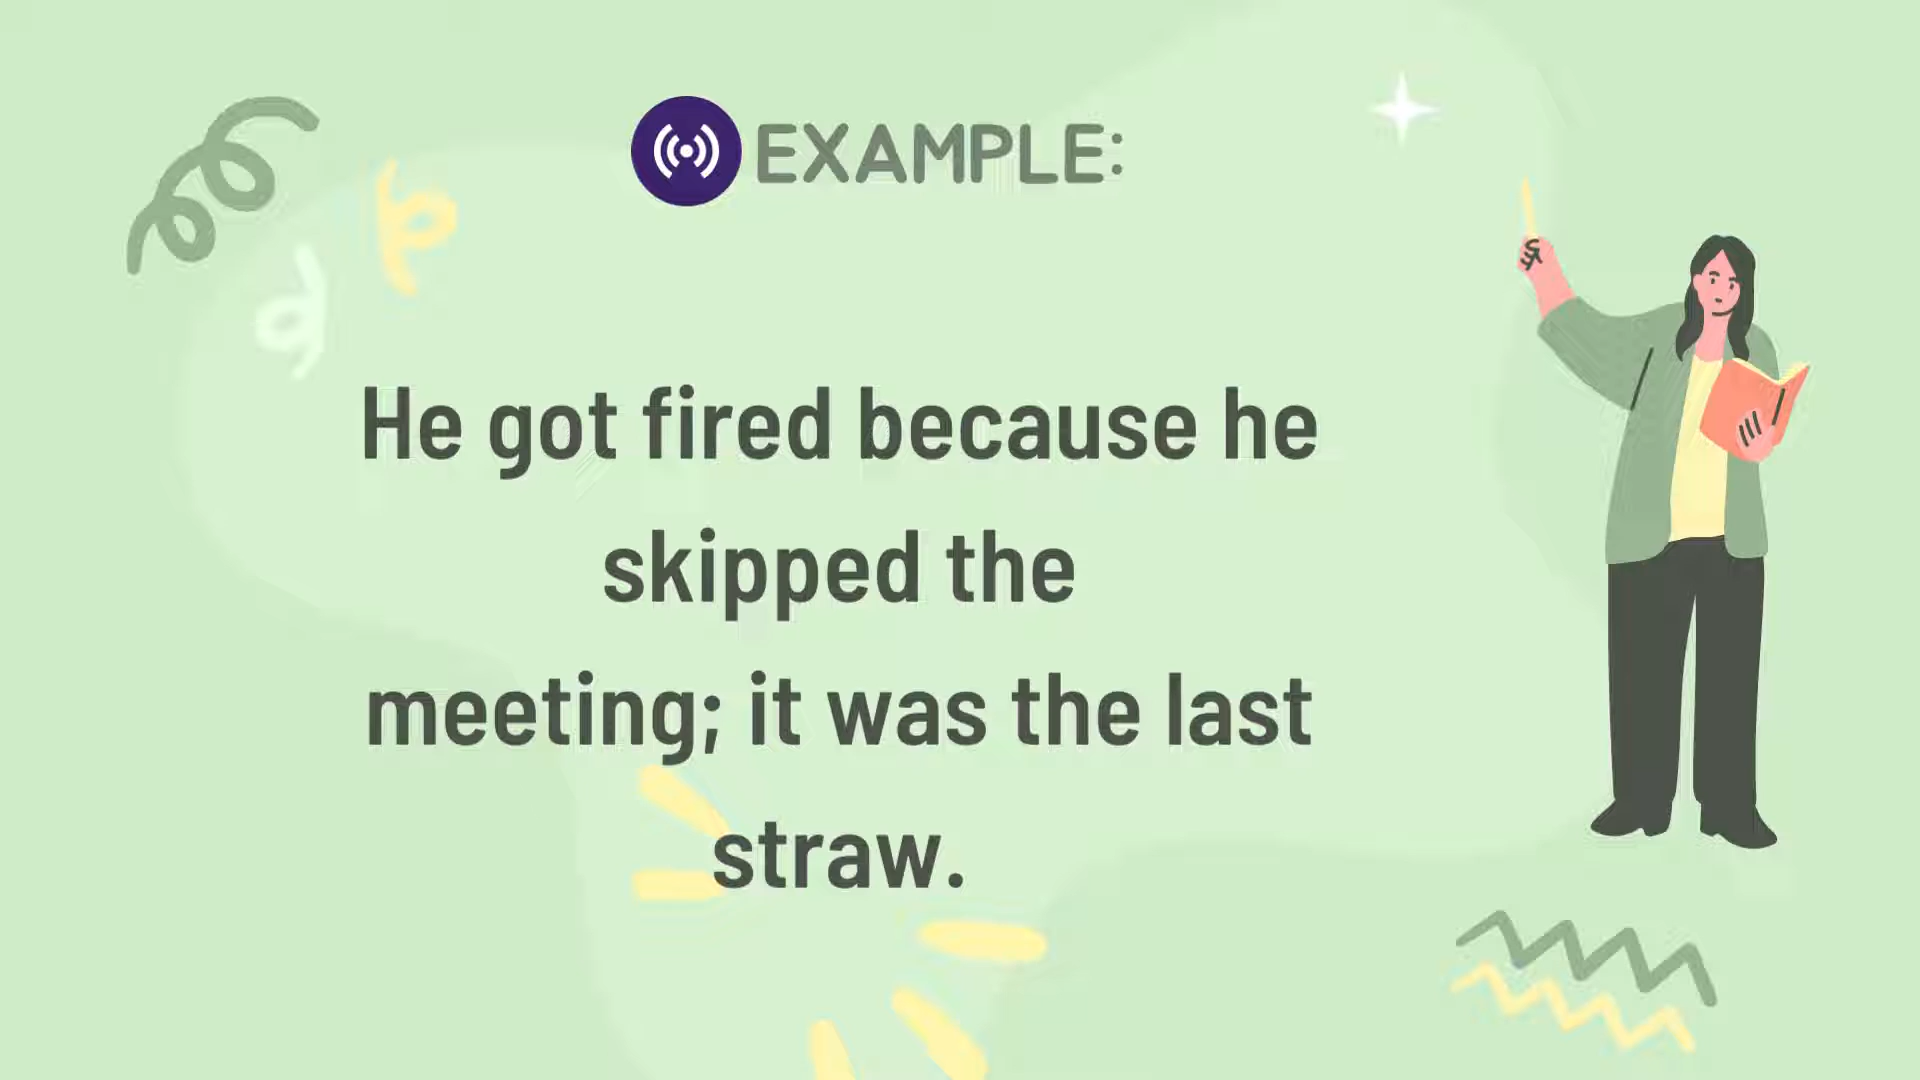 EXAMPLE:
He got fired because he
skipped the
meeting; it was the last
straw.